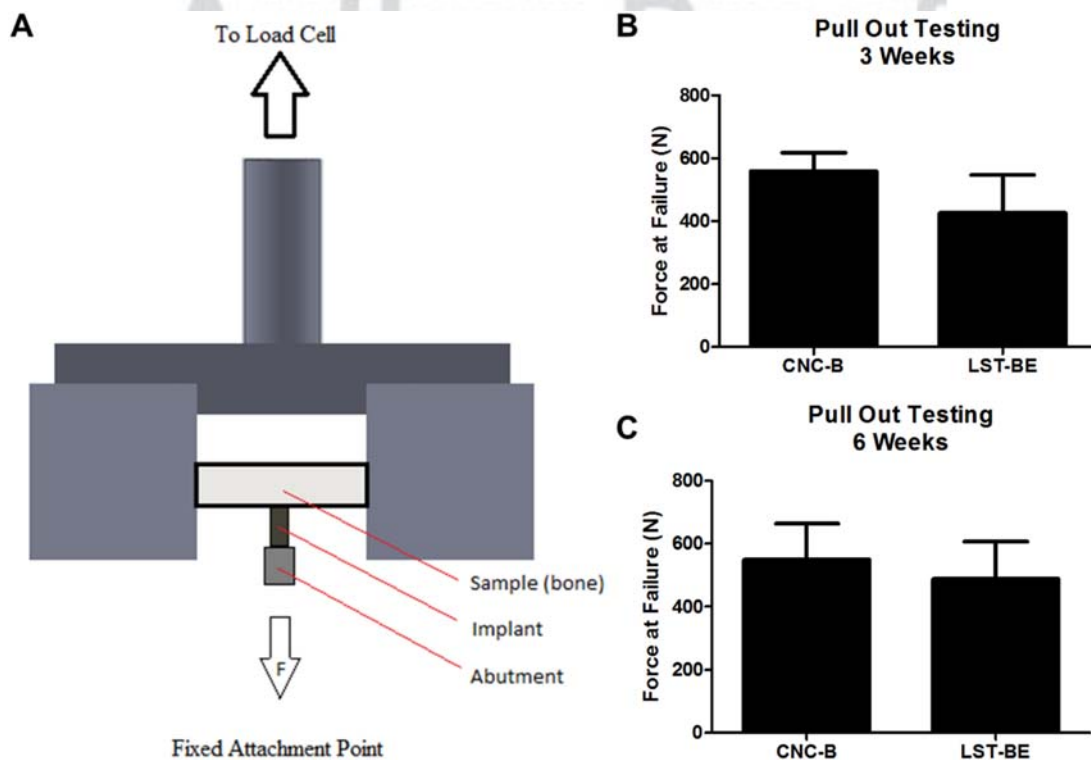 A
To Load Cell
Sample (bone)
Implant
Abutment
F
Fixed Attachment Point
B
Pull Out Testing
3 Weeks
Force at Failure (N)
800
600
400
200
0
CNC-B
LST-BE
C
Pull Out Testing
6 Weeks
Force at Failure (N)
800
600
400
200
0
CNC-B
LST-BE